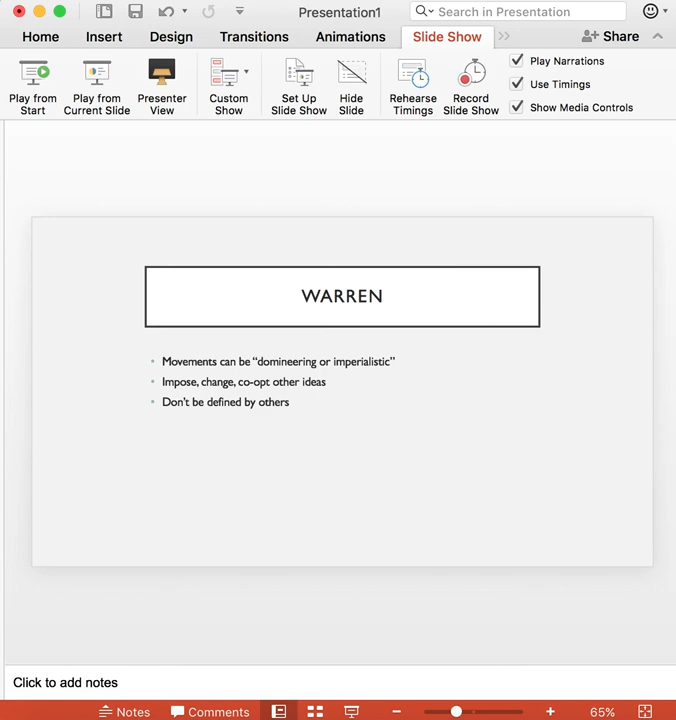 Presentation1
Search in Presentation
Home Insert Design Transitions Animations Slide Show Share
Play from Start
Play from Current Slide
Presenter View
Custom Show
Set Up Slide Show
Hide Slide
Rehearse Timings
Record Slide Show
Play Narrations
Use Timings
Show Media Controls
WARREN
• Movements can be “domineering or imperialistic”
• Impose, change, co-opt other ideas
• Don’t be defined by others
Click to add notes
Notes Comments 65%